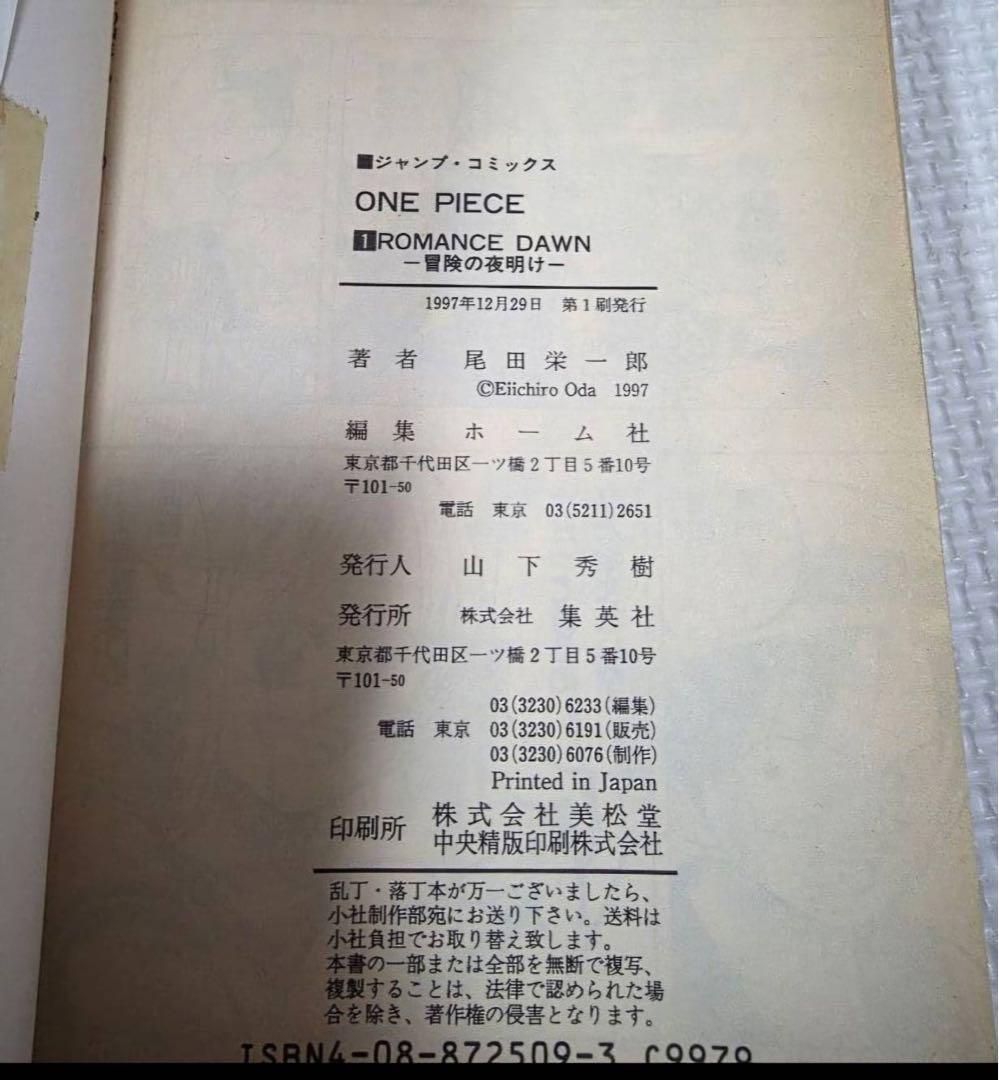 ■ジャンプ・コミックス
ONE PIECE
1ROMANCE DAWN
―冒険の夜明け―
1997年12月29日 第1刷発行
著者 尾田栄一郎
©Eiichiro Oda 1997
編集 ホーム社
東京都千代田区一ツ橋2丁目5番10号
〒101-50
電話 東京 03(5211)2651
発行人 山下秀樹
発行所 株式会社 集英社
東京都千代田区一ツ橋2丁目5番10号
〒101-50
03(3230)6233(編集)
電話 東京 03(3230)6191(販売)
03(3230)6076(制作)
Printed in Japan
印刷所 株式会社美松堂
中央精版印刷株式会社
乱丁・落丁本が万一ございましたら、
小社制作部宛にお送り下さい。送料は
小社負担でお取り替え致します。
本書の一部または全部を無断で複写、
複製することは、法律で認められた場
合を除き、著作権の侵害となります。
ISBN4-08-872509-3 C9979